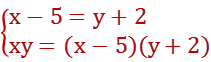 x − 5 = y + 2
xy = (x − 5)(y + 2)